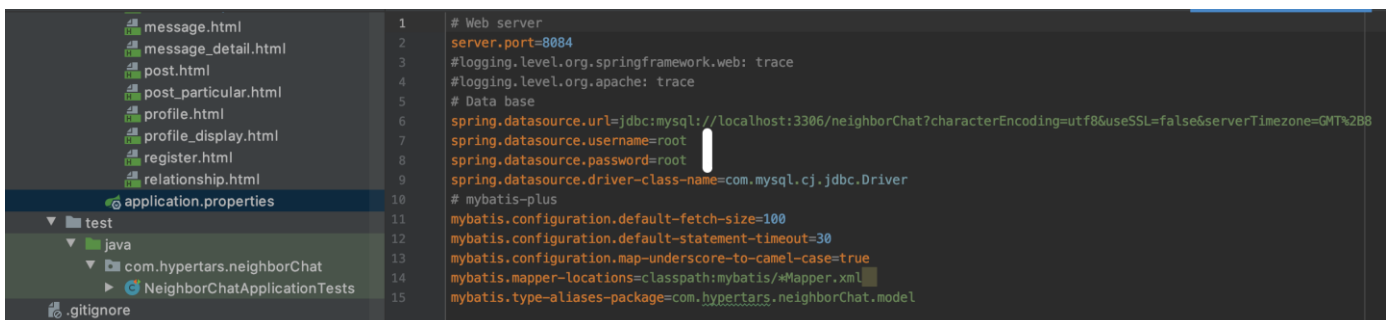 message.html
message_detail.html
post.html
post_particular.html
profile.html
profile_display.html
register.html
relationship.html
application.properties
test
java
com.hypertars.neighborChat
NeighborChatApplicationTests
.gitignore
1 # Web server
2 server.port=8084
3 #logging.level.org.springframework.web: trace
4 #logging.level.org.apache: trace
5 # Data base
6 spring.datasource.url=jdbc:mysql://localhost:3306/neighborChat?characterEncoding=utf8&useSSL=false&serverTimezone=GMT%2B8
7 spring.datasource.username=root
8 spring.datasource.password=root
9 spring.datasource.driver-class-name=com.mysql.cj.jdbc.Driver
10 # mybatis-plus
11 mybatis.configuration.default-fetch-size=100
12 mybatis.configuration.default-statement-timeout=30
13 mybatis.configuration.map-underscore-to-camel-case=true
14 mybatis.mapper-locations=classpath:mybatis/*Mapper.xml
15 mybatis.type-aliases-package=com.hypertars.neighborChat.model